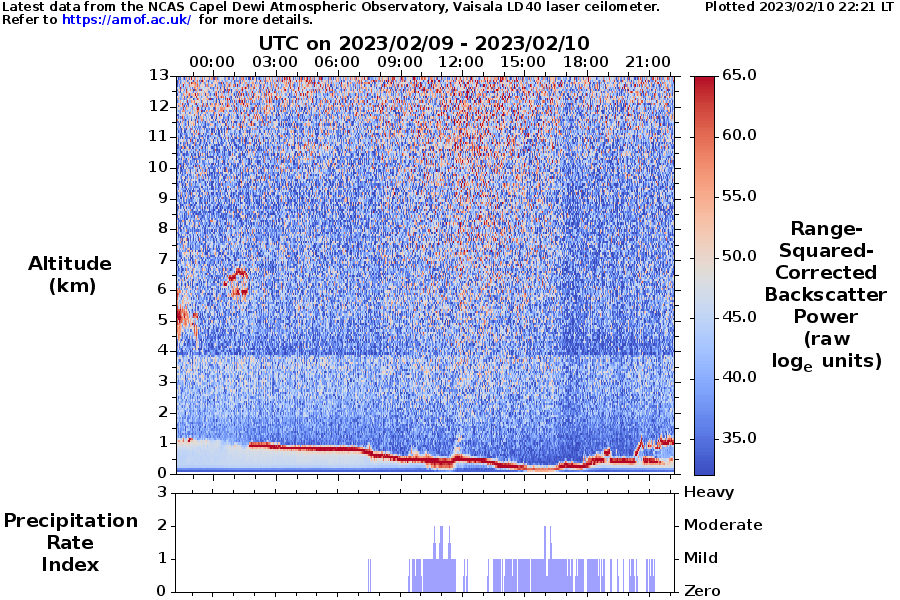 Latest data from the NCAS Capel Dewi Atmospheric Observatory, Vaisala LD40 laser ceilometer.
Plotted 2023/02/10 22:21 LT
Refer to https://amof.ac.uk/ for more details.
UTC on 2023/02/09 - 2023/02/10
00:00 03:00 06:00 09:00 12:00 15:00 18:00 21:00
13
12
11
10
9
8
7
6
5
4
3
2
1
0
Altitude
(km)
65.0
60.0
55.0
50.0
45.0
40.0
35.0
Range-
Squared-
Corrected
Backscatter
Power
(raw
loge units)
Precipitation
Rate
Index
3
2
1
0
Heavy
Moderate
Mild
Zero